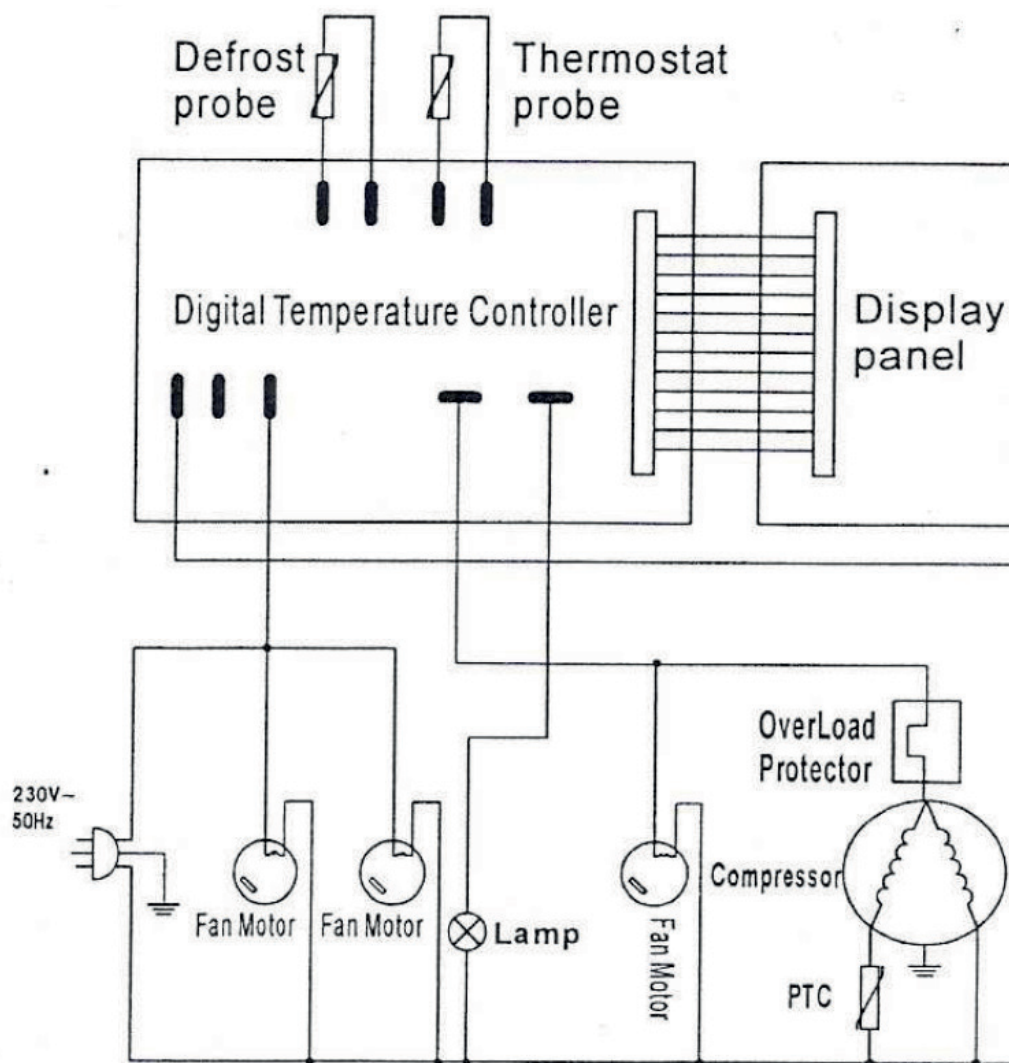 Defrost
probe
Thermostat
probe
Digital Temperature Controller
Display
panel
OverLoad
Protector
230V~
50Hz
Compressor
Fan Motor
Fan Motor
Lamp
Fan Motor
PTC